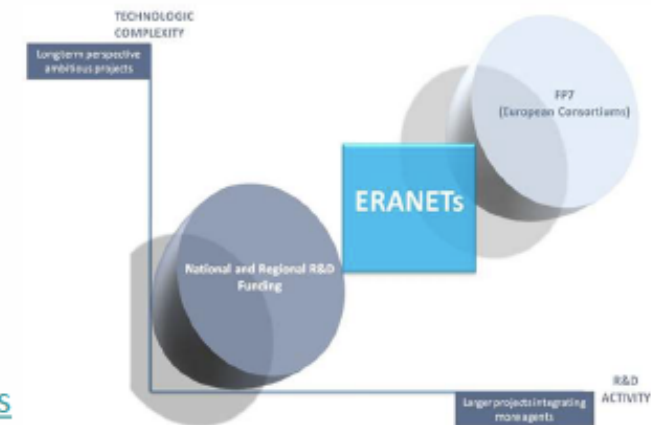 TECHNOLOGIC
COMPLEXITY
Longterm perspective
ambitious projects
FP7
(European Consortiums)
ERANETs
National and Regional R&D
Funding
R&D
ACTIVITY
Larger projects integrating
more agents
s